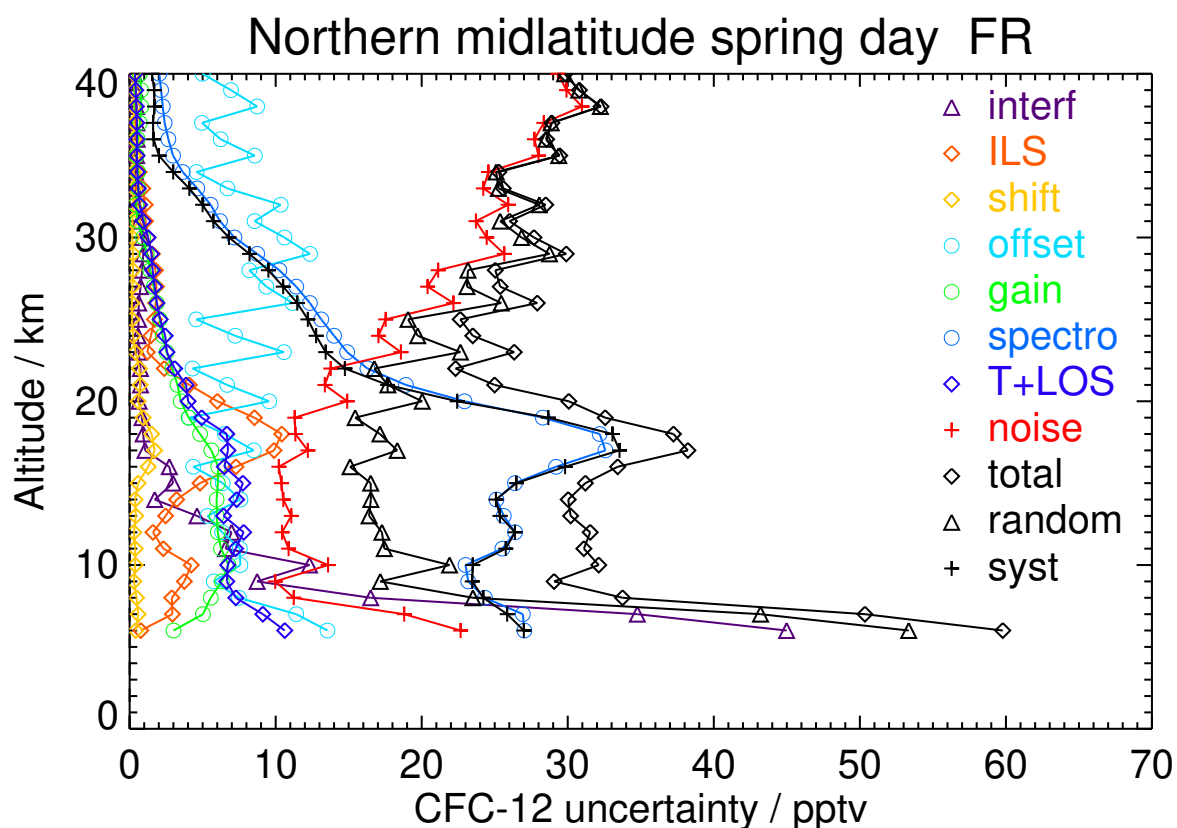 Northern midlatitude spring day FR
40
30
20
10
0
Altitude / km
interf
ILS
shift
offset
gain
spectro
T+LOS
noise
total
random
syst
0 10 20 30 40 50 60 70
CFC-12 uncertainty / pptv